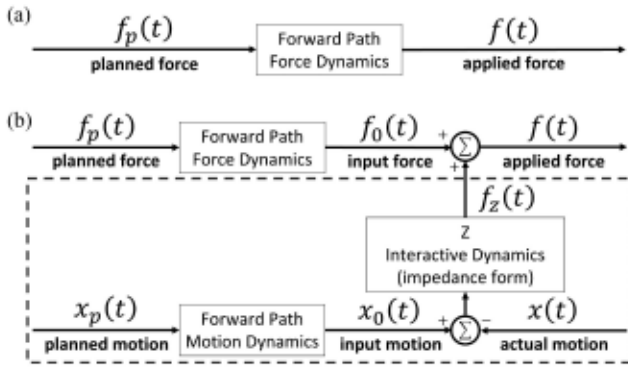 (a)
f_p(t) Forward Path f(t)
planned force Force Dynamics applied force
(b)
f_p(t) Forward Path f_0(t) + f(t)
planned force Force Dynamics input force Σ applied force
+
f_z(t)
Z
Interactive Dynamics
(impedance form)
x_p(t) Forward Path x_0(t) + − x(t)
planned motion Motion Dynamics input motion Σ actual motion